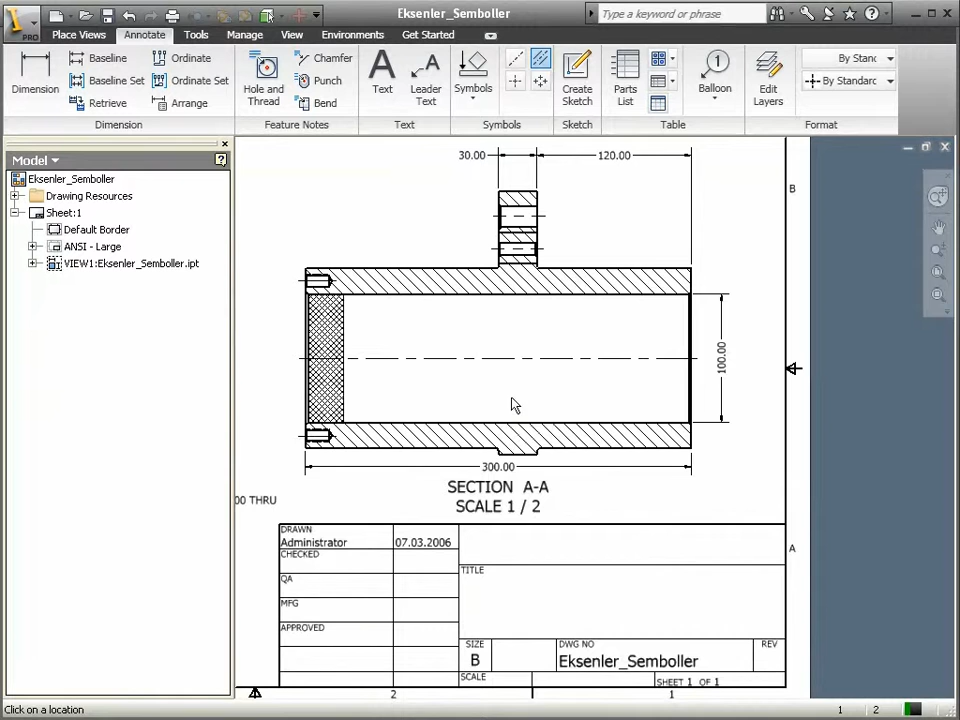 Eksenler_Semboller
Type a keyword or phrase
PRO
Place Views
Annotate
Tools
Manage
View
Environments
Get Started
Dimension
Baseline
Baseline Set
Retrieve
Ordinate
Ordinate Set
Arrange
Dimension
Hole and
Thread
Chamfer
Punch
Bend
Feature Notes
Text
Leader
Text
Text
Symbols
Symbols
Create
Sketch
Sketch
Parts
List
Balloon
Table
Edit
Layers
By Stanc
By Standard
Format
Model
Eksenler_Semboller
Drawing Resources
Sheet:1
Default Border
ANSI - Large
VIEW1:Eksenler_Semboller.ipt
30.00
120.00
B
100.00
300.00
SECTION A-A
SCALE 1 / 2
00 THRU
DRAWN
Administrator
07.03.2006
CHECKED
QA
MFG
APPROVED
TITLE
A
SIZE
B
DWG NO
Eksenler_Semboller
REV
SCALE
SHEET 1 OF 1
2
1
Click on a location
1
2